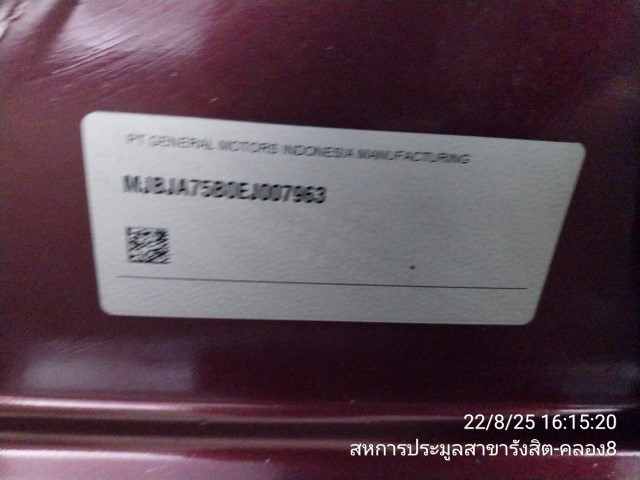 PT GENERAL MOTORS INDONESIA MANUFACTURING
MJBJA75B0EJ007963
22/8/25 16:15:20
สหการประมูลสาขารังสิต-คลอง8